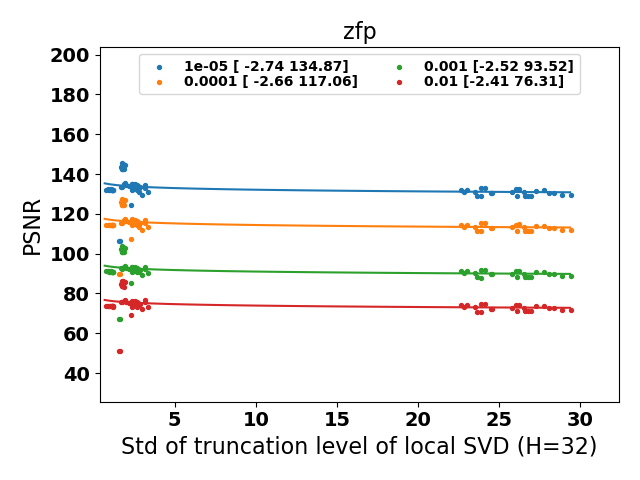 zfp
200
180
160
140
120
100
80
60
40
PSNR
1e-05 [ -2.74 134.87]
0.0001 [ -2.66 117.06]
0.001 [-2.52 93.52]
0.01 [-2.41 76.31]
5 10 15 20 25 30
Std of truncation level of local SVD (H=32)